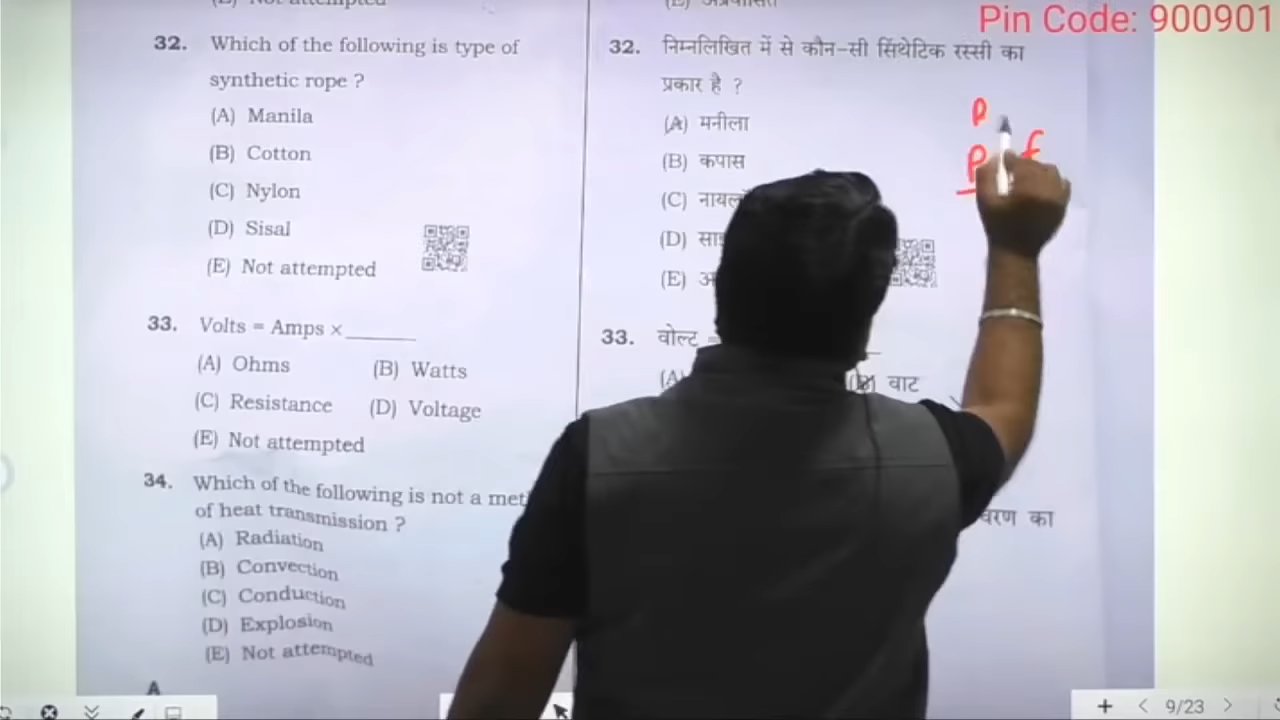 Pin Code: 900901
32. Which of the following is type of
synthetic rope ?
(A) Manila
(B) Cotton
(C) Nylon
(D) Sisal
(E) Not attempted
33. Volts = Amps × ______
(A) Ohms (B) Watts
(C) Resistance (D) Voltage
(E) Not attempted
34. Which of the following is not a
of heat transmission ?
(A) Radiation
(B) Convection
(C) Conduction
(D) Explosion
(E) Not attempted
A
32. निम्नलिखित में से कौन-सी सिंथेटिक रस्सी का
प्रकार है ?
(A) मनीला
(B) कपास
(C)
(D)
(E)
33. वोल्ट =
(B) वाट
का
P
P f
9/23